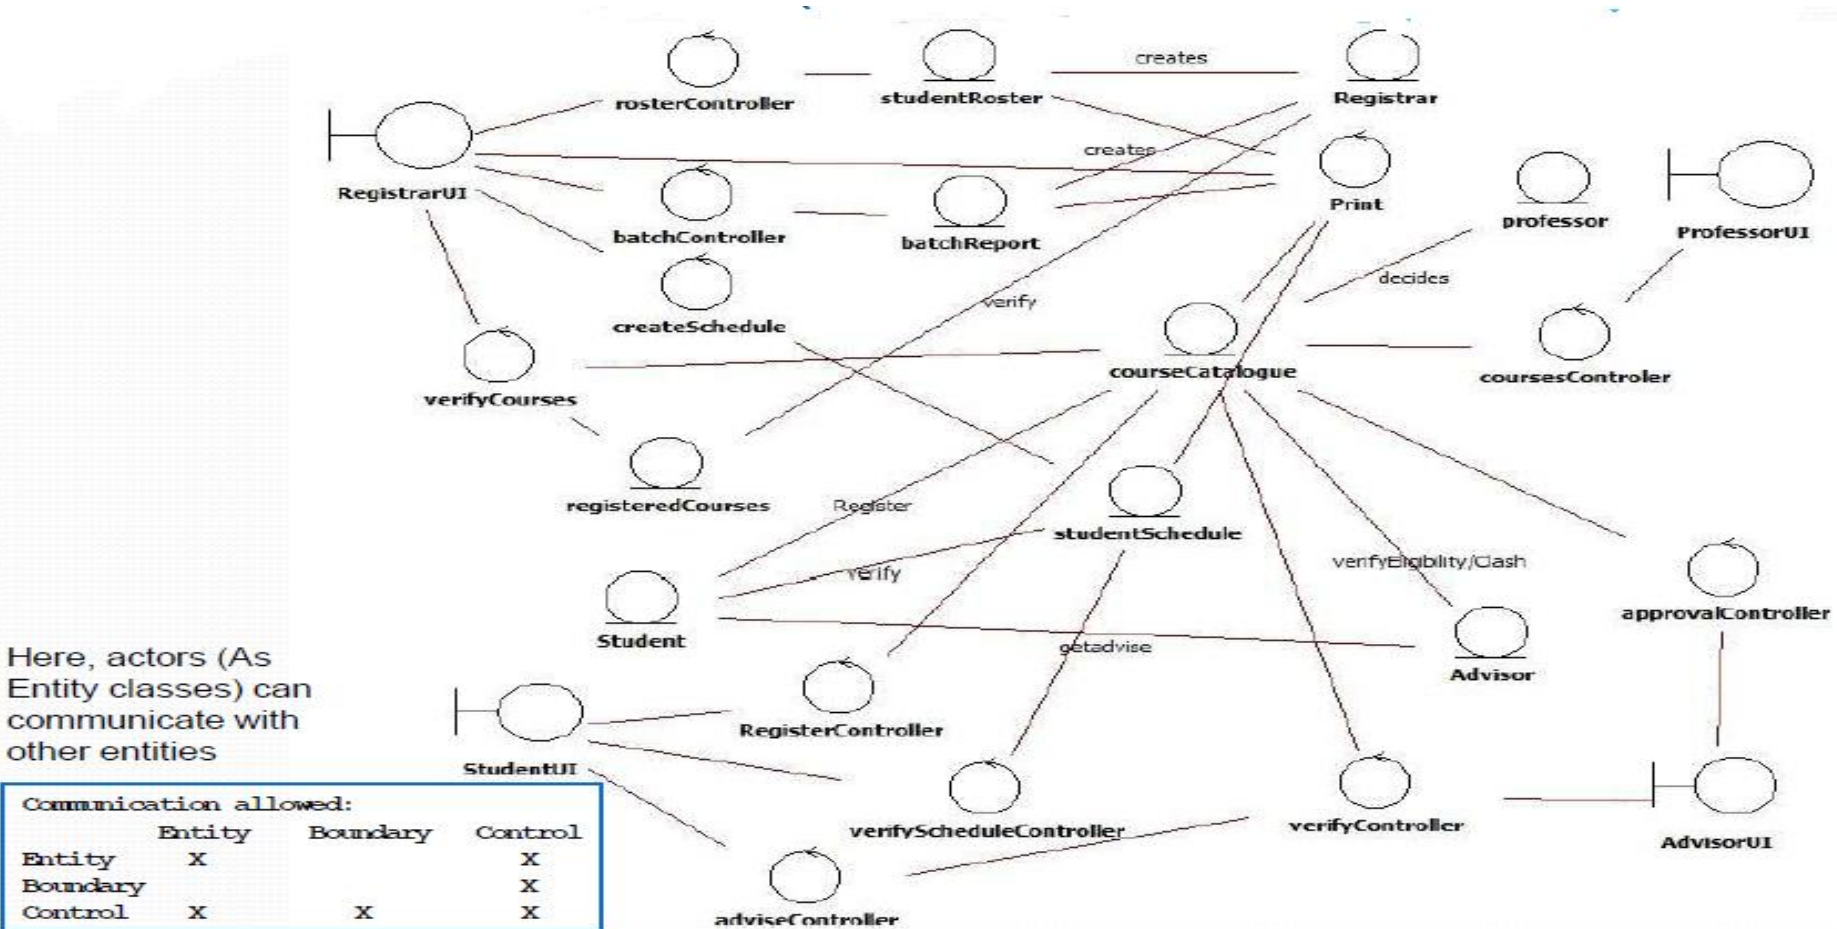 creates
rosterController
studentRoster
Registrar
creates
RegistrarUI
Print
professor
ProfessorUI
batchController
batchReport
decides
verify
createSchedule
courseCatalogue
coursesControler
verifyCourses
registeredCourses
Register
studentSchedule
verifyEligibility/Clash
verify
approvalController
Student
getadvise
Advisor
Here, actors (As
Entity classes) can
communicate with
other entities
RegisterController
StudentUI
verifyScheduleController
verifyController
AdvisorUI
adviseController
Communication allowed:
Entity Boundary Control
Entity X X
Boundary X
Control X X X